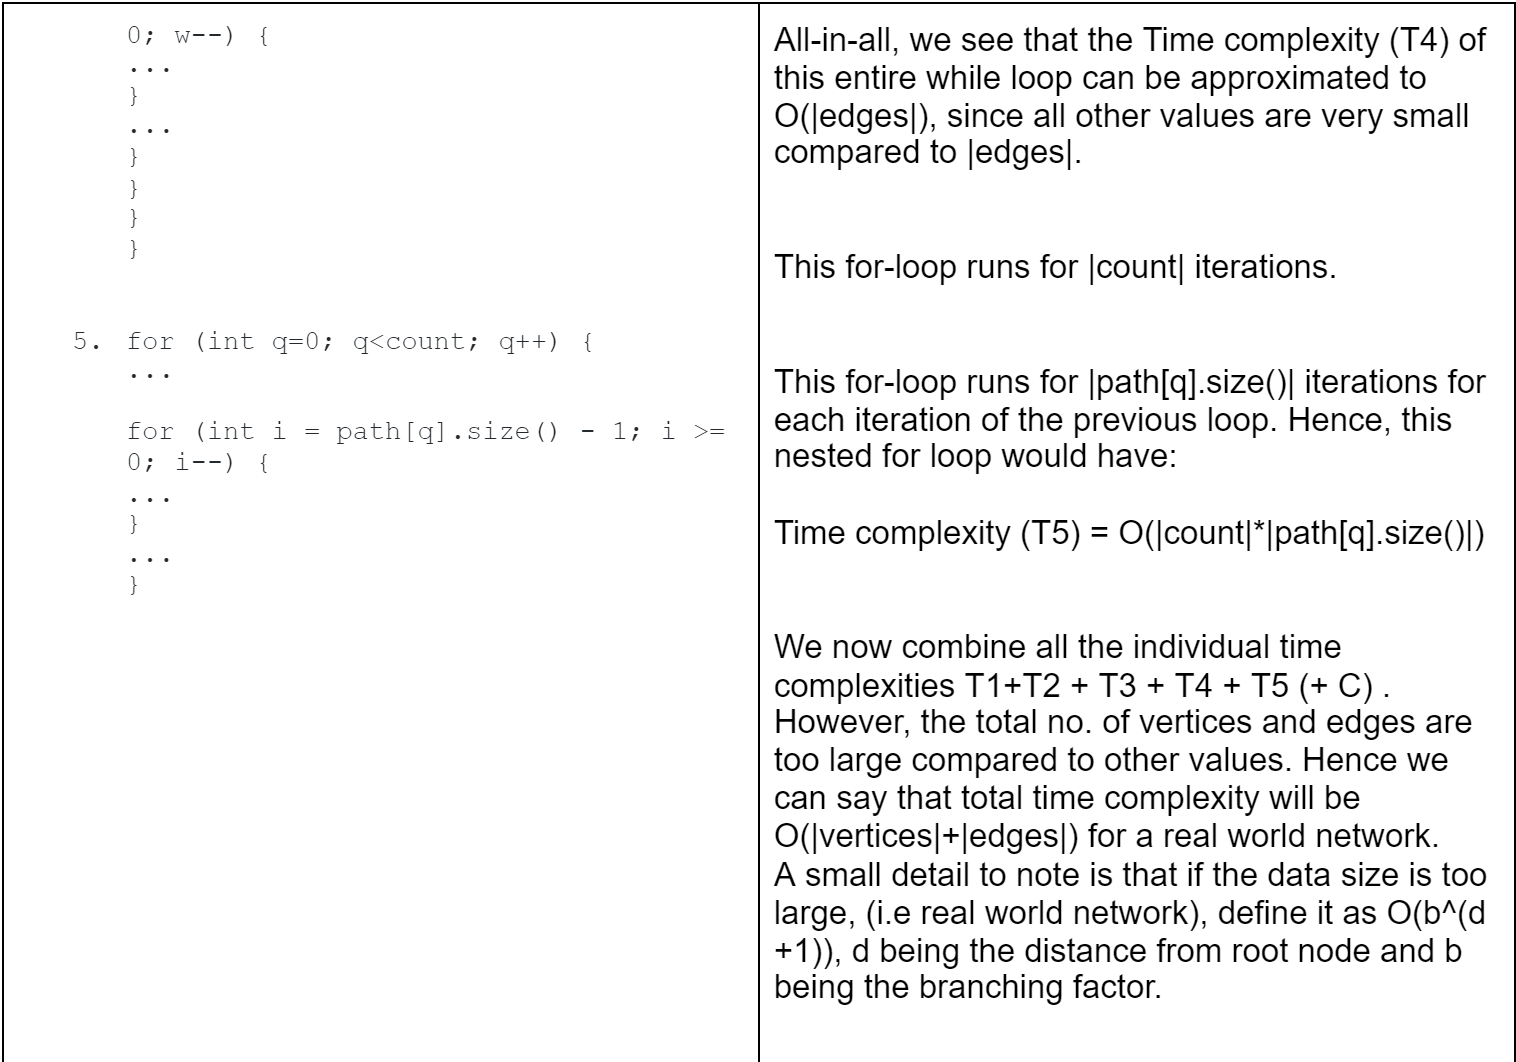 0; w--) {
...
}
...
}
}
}
}
5. for (int q=0; q<count; q++) {
...
for (int i = path[q].size() - 1; i >=
0; i--) {
...
}
...
}
All-in-all, we see that the Time complexity (T4) of
this entire while loop can be approximated to
O(|edges|), since all other values are very small
compared to |edges|.
This for-loop runs for |count| iterations.
This for-loop runs for |path[q].size()| iterations for
each iteration of the previous loop. Hence, this
nested for loop would have:
Time complexity (T5) = O(|count|*|path[q].size()|)
We now combine all the individual time
complexities T1+T2 + T3 + T4 + T5 (+ C) .
However, the total no. of vertices and edges are
too large compared to other values. Hence we
can say that total time complexity will be
O(|vertices|+|edges|) for a real world network.
A small detail to note is that if the data size is too
large, (i.e real world network), define it as O(b^(d
+1)), d being the distance from root node and b
being the branching factor.